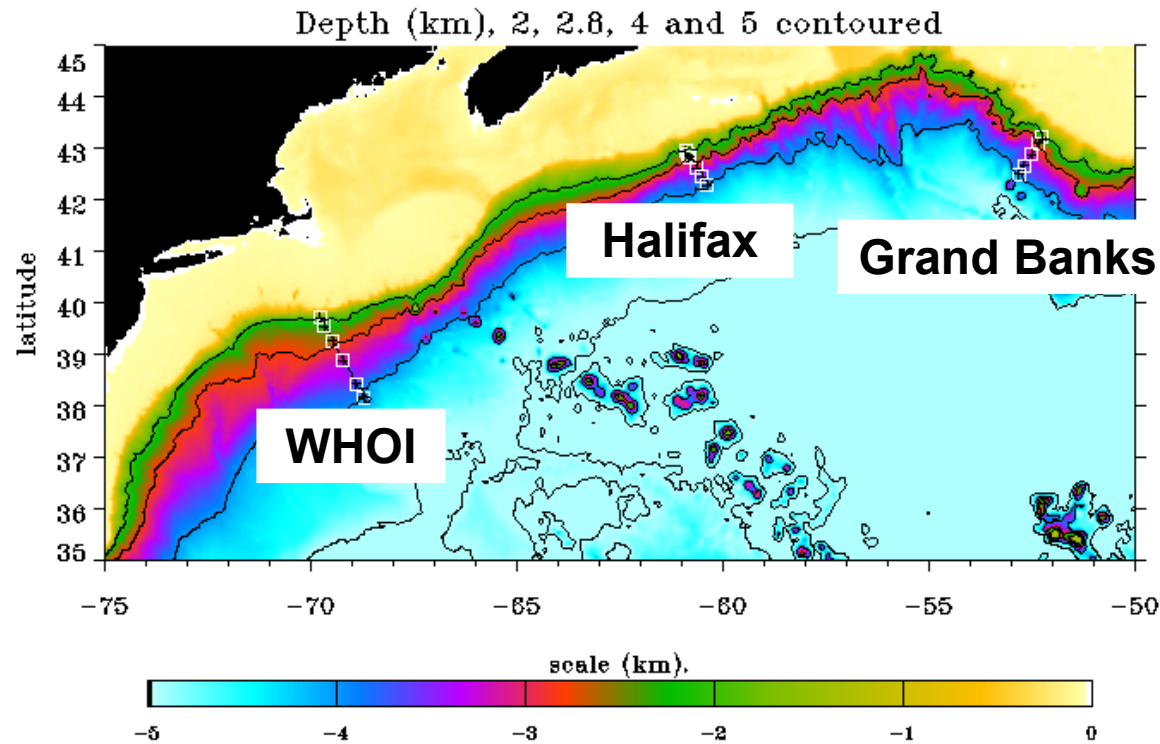 Depth (km), 2, 2.8, 4 and 5 contoured
45
44
43
42
41
40
39
38
37
36
35
latitude
Halifax
Grand Banks
WHOI
-75 -70 -65 -60 -55 -50
scale (km).
-5 -4 -3 -2 -1 0